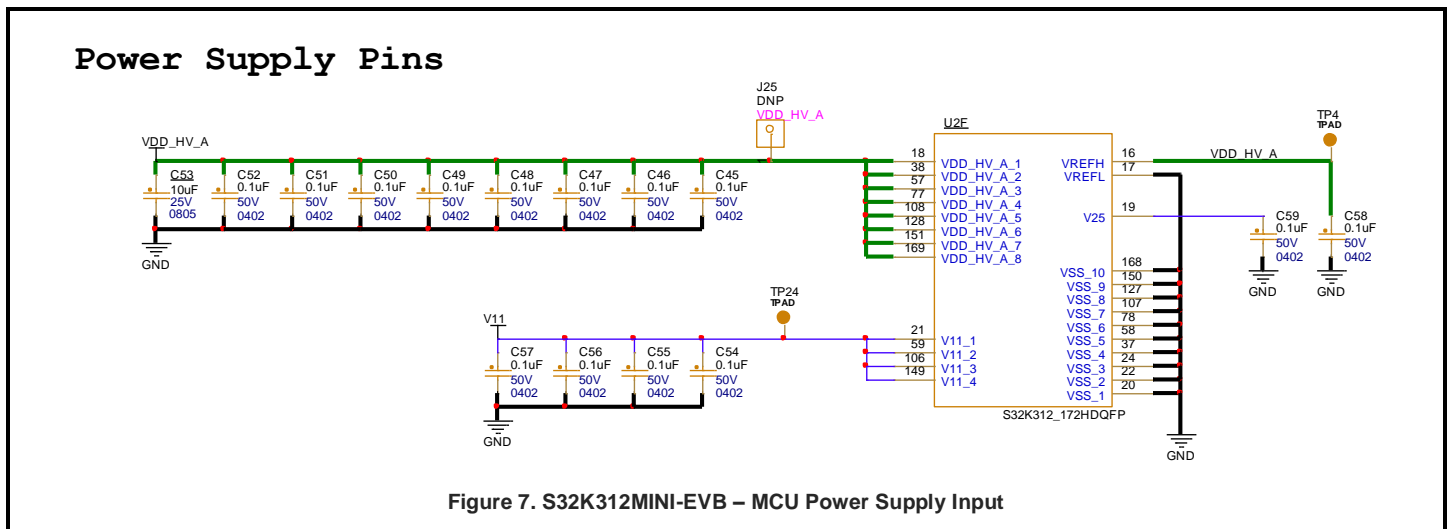 Power Supply Pins
J25
DNP
VDD_HV_A
TP4
TPAD
U2F
VDD_HV_A
C53
10uF
25V
0805
C52
0.1uF
50V
0402
C51
0.1uF
50V
0402
C50
0.1uF
50V
0402
C49
0.1uF
50V
0402
C48
0.1uF
50V
0402
C47
0.1uF
50V
0402
C46
0.1uF
50V
0402
C45
0.1uF
50V
0402
GND
18 VDD_HV_A_1
38 VDD_HV_A_2
57 VDD_HV_A_3
77 VDD_HV_A_4
108 VDD_HV_A_5
128 VDD_HV_A_6
151 VDD_HV_A_7
169 VDD_HV_A_8
VREFH 16
VREFL 17
VDD_HV_A
V25 19
C59
0.1uF
50V
0402
GND
C58
0.1uF
50V
0402
GND
VSS_10 168
VSS_9 150
VSS_8 127
VSS_7 107
VSS_6 78
VSS_5 58
VSS_4 37
VSS_3 24
VSS_2 22
VSS_1 20
GND
TP24
TPAD
V11
C57
0.1uF
50V
0402
C56
0.1uF
50V
0402
C55
0.1uF
50V
0402
C54
0.1uF
50V
0402
GND
21 V11_1
59 V11_2
106 V11_3
149 V11_4
S32K312_172HDQFP
Figure 7. S32K312MINI-EVB – MCU Power Supply Input